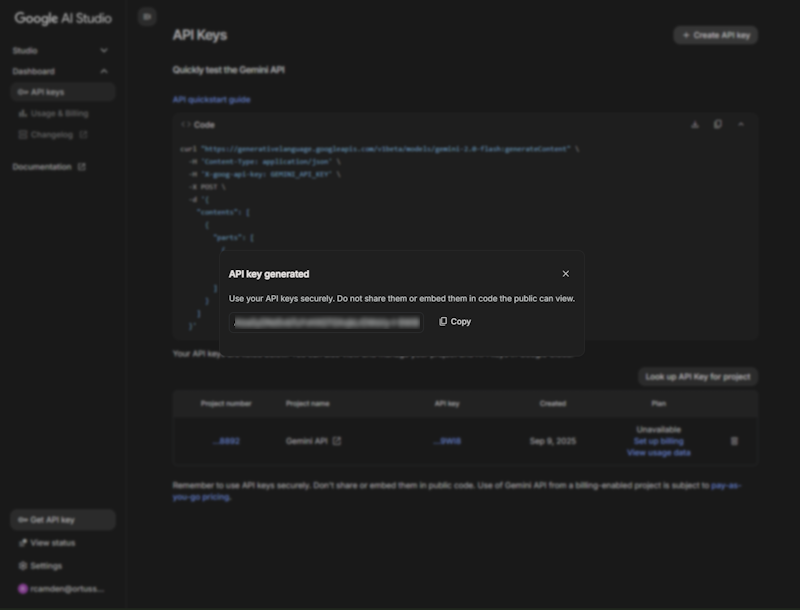 Google AI Studio
API Keys
Create API key
Studio
Quickly test the Gemini API
Dashboard
API keys
API quickstart guide
Usage & Billing
Code
Changelog
curl "https://generativelanguage.googleapis.com/v1beta/models/gemini-2.0-flash:generateContent" \
-H 'Content-Type: application/json' \
Documentation
-H 'X-goog-api-key: GEMINI_API_KEY' \
-X POST \
-d '{
"contents": [
{
"parts": [
{
API key generated
Use your API keys securely. Do not share them or embed them in code the public can view.
Copy
}
]
}
]
}'
Your API keys
Look up API Key for project
Project number Project name API key Created Plan
Unavailable
...8992 Gemini API Sep 9, 2025 Set up billing
View usage data
Remember to use API keys securely. Don't share or embed them in public code. Use of Gemini API from a billing-enabled project is subject to pay-as-
you-go pricing.
Get API key
View status
Settings
rcamden@ortuss...